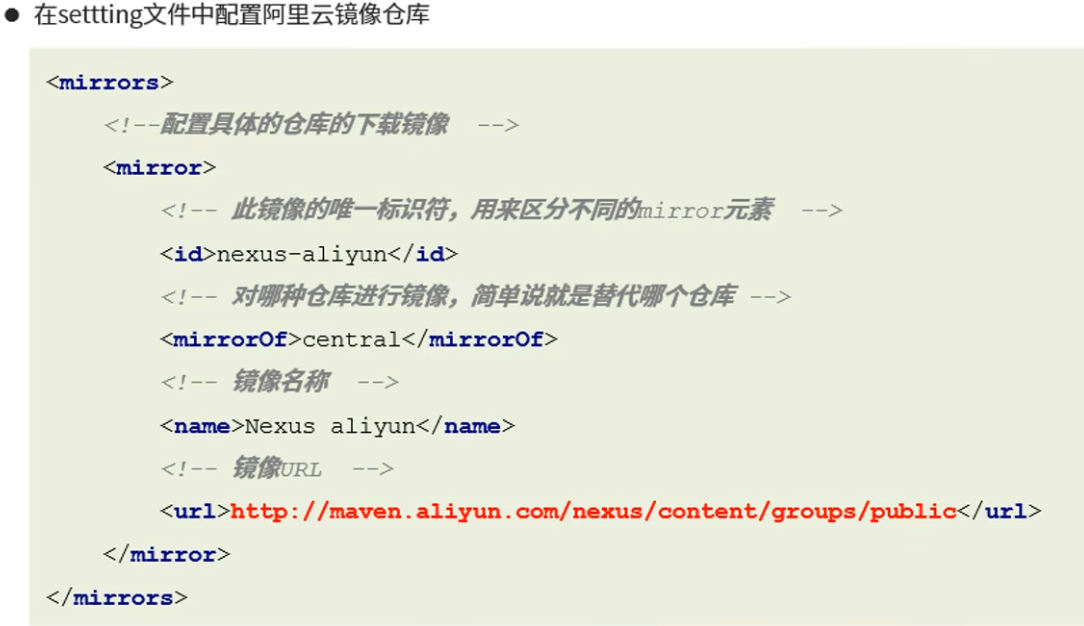 ● 在settting文件中配置阿里云镜像仓库
<mirrors>
<!--配置具体的仓库的下载镜像  -->
<mirror>
<!-- 此镜像的唯一标识符，用来区分不同的mirror元素  -->
<id>nexus-aliyun</id>
<!-- 对哪种仓库进行镜像，简单说就是替代哪个仓库 -->
<mirrorOf>central</mirrorOf>
<!-- 镜像名称  -->
<name>Nexus aliyun</name>
<!-- 镜像URL  -->
<url>http://maven.aliyun.com/nexus/content/groups/public</url>
</mirror>
</mirrors>